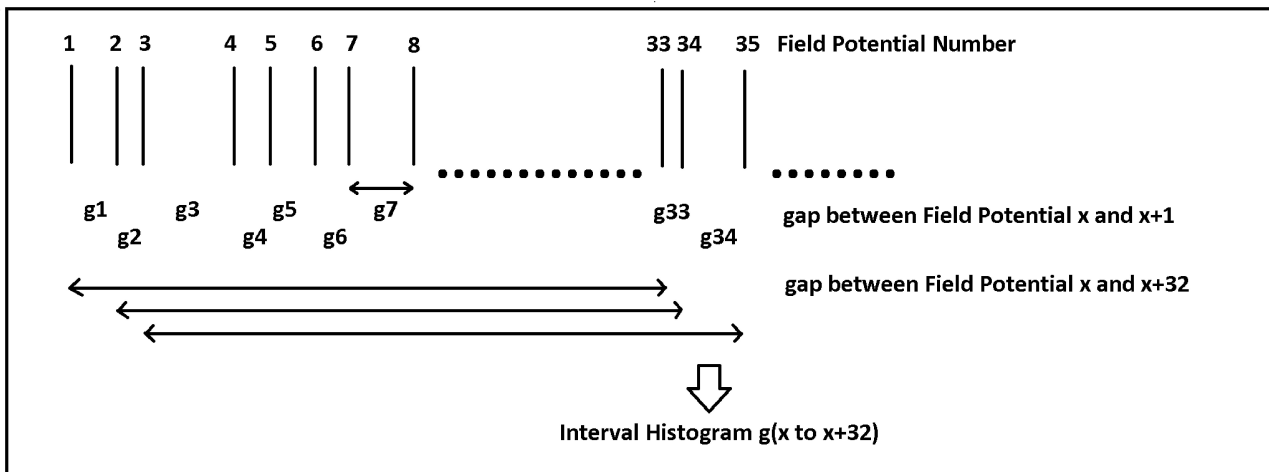 1 2 3 4 5 6 7 8 33 34 35 Field Potential Number
g1 g3 g5 g7 g33 gap between Field Potential x and x+1
g2 g4 g6 g34
gap between Field Potential x and x+32
Interval Histogram g(x to x+32)